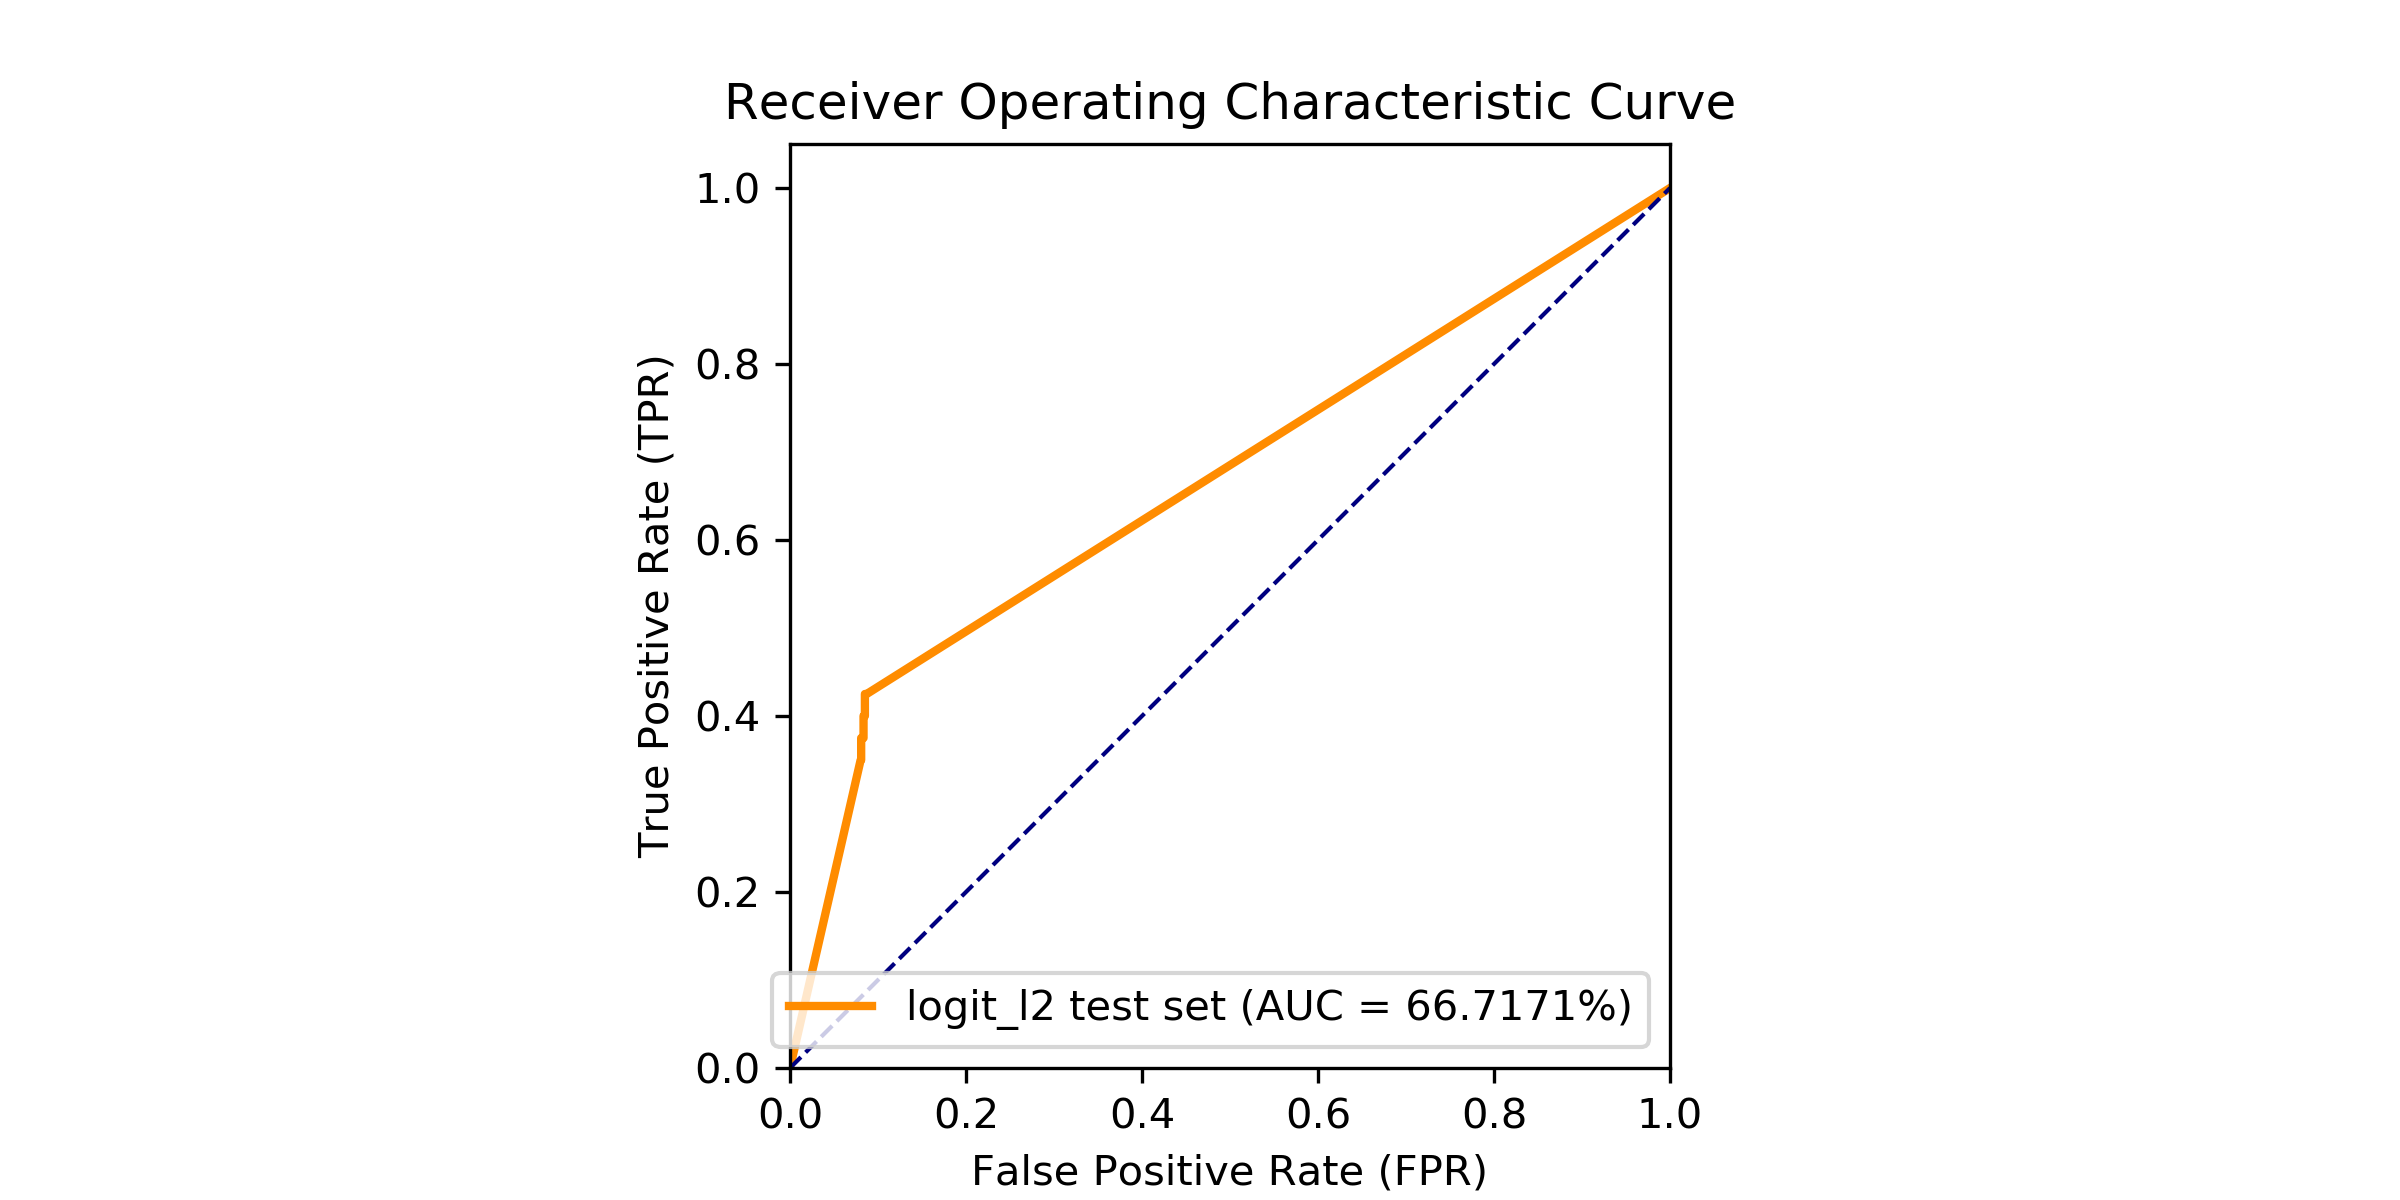 Receiver Operating Characteristic Curve
True Positive Rate (TPR)
1.0
0.8
0.6
0.4
0.2
0.0
logit_l2 test set (AUC = 66.7171%)
0.0 0.2 0.4 0.6 0.8 1.0
False Positive Rate (FPR)